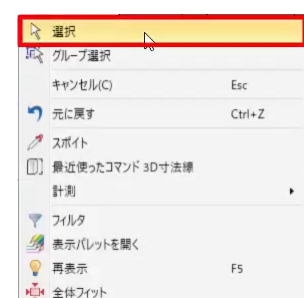 選択
グループ選択
キャンセル(C) Esc
元に戻す Ctrl+Z
スポイト
最近使ったコマンド 3D寸法線
計測
フィルタ
表示パレットを開く
再表示 F5
全体フィット